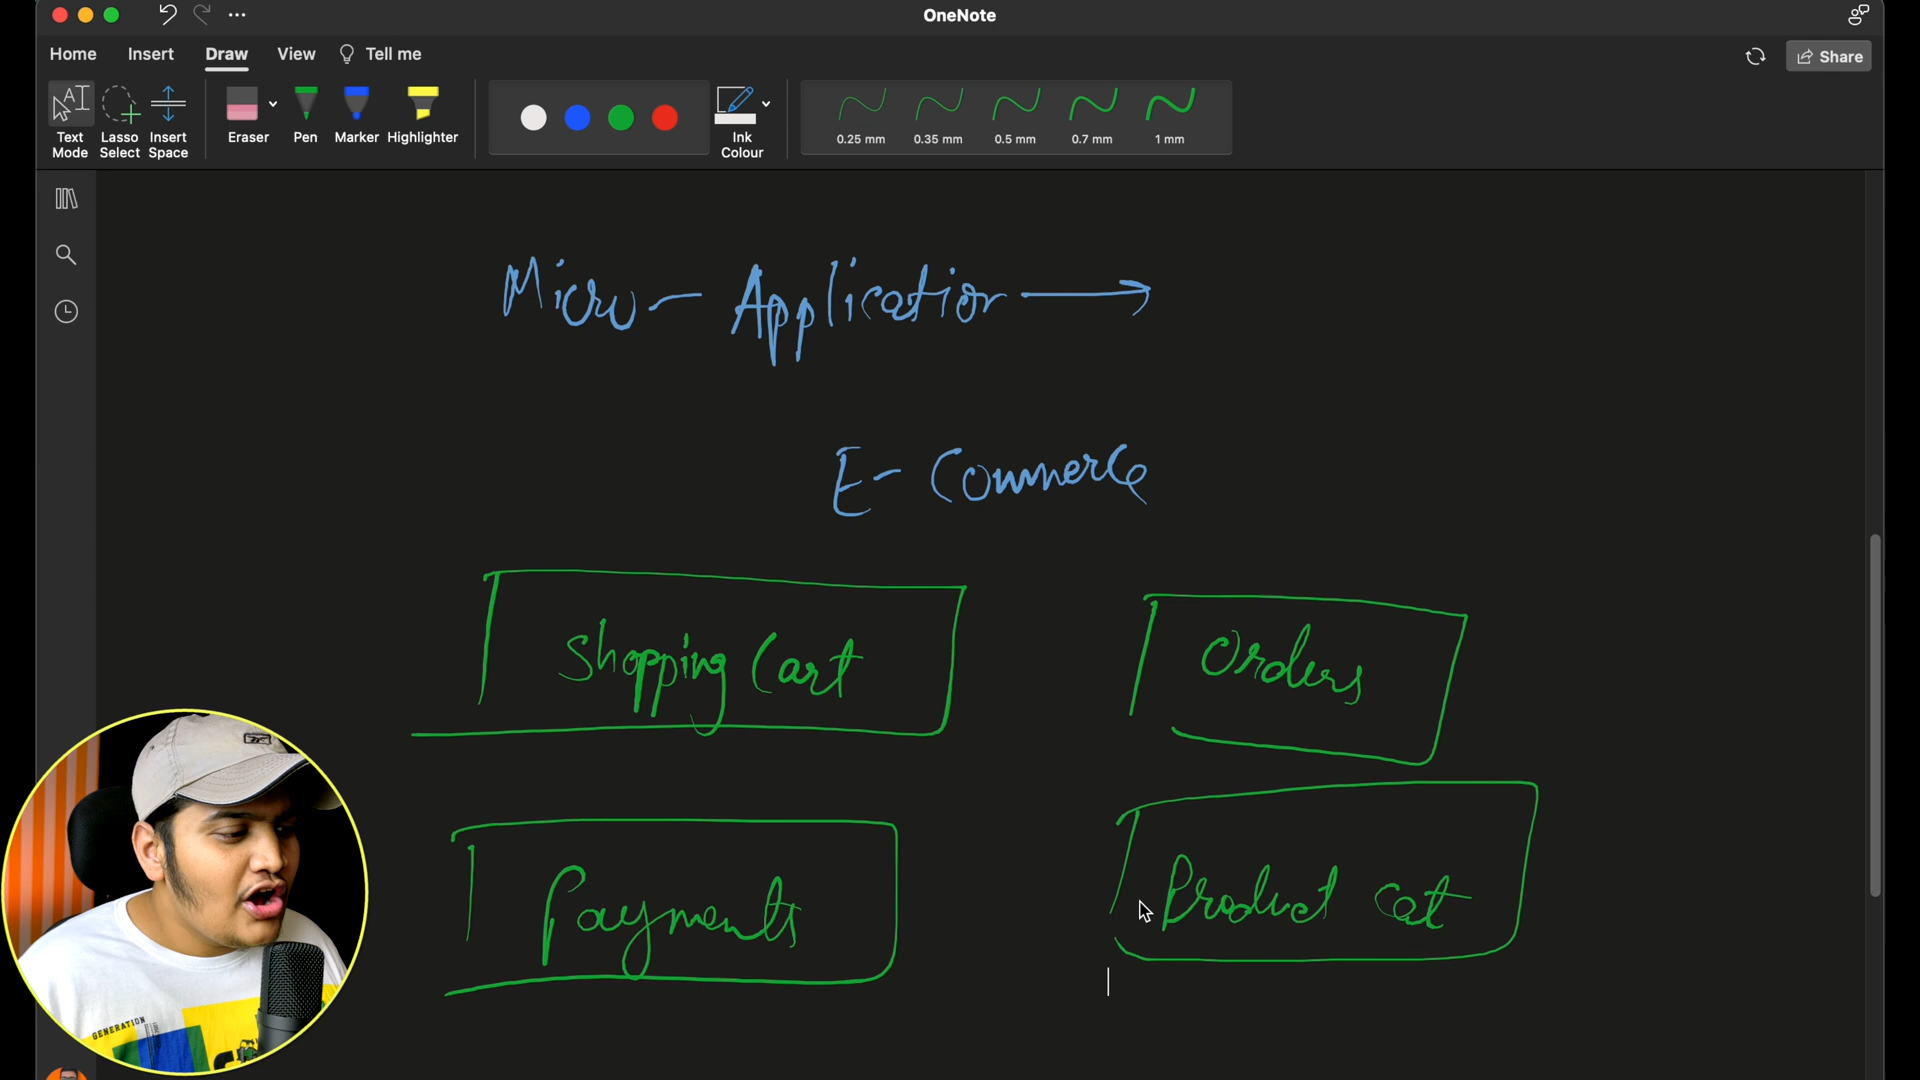 OneNote
Home Insert Draw View Tell me
Share
Text Mode
Lasso Select
Insert Space
Eraser
Pen
Marker
Highlighter
Ink Colour
0.25 mm 0.35 mm 0.5 mm 0.7 mm 1 mm
Micro - Application →
E- Commerce
Shopping Cart
Orders
Payments
Product cat
GENERATION